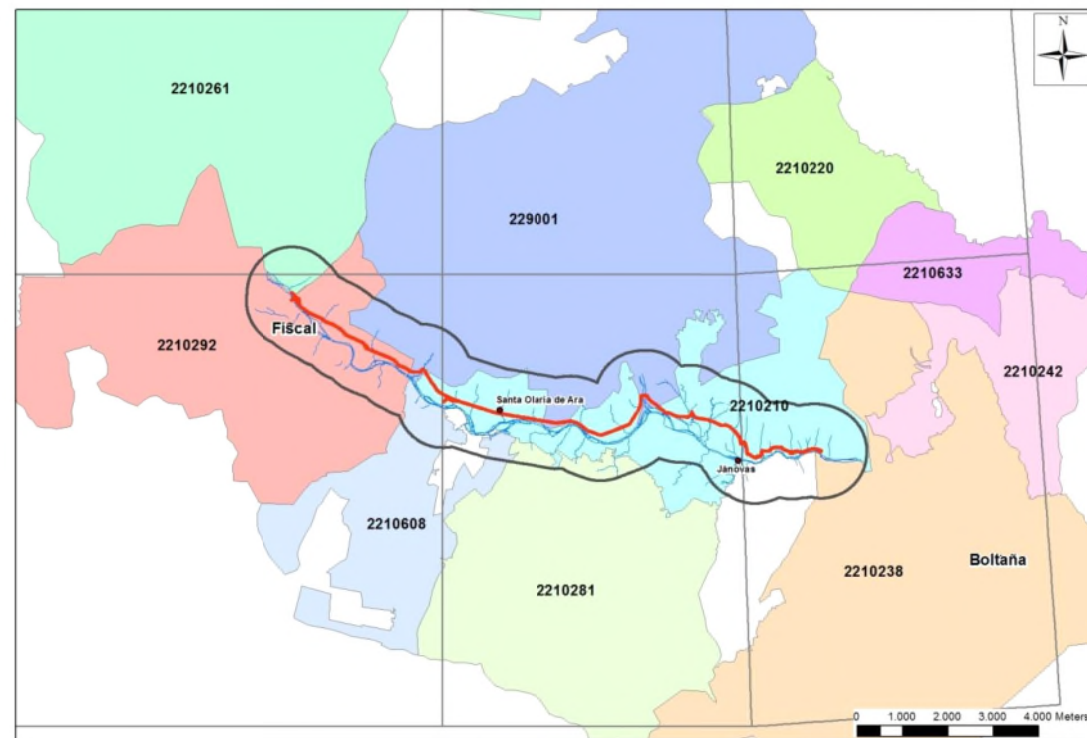 N
2210261
2210220
229001
2210633
Fiscal
2210292
2210242
Santa Olaria de Ara
2210210
Jánovas
2210608
2210281
2210238
Boltaña
0 1.000 2.000 3.000 4.000 Meters